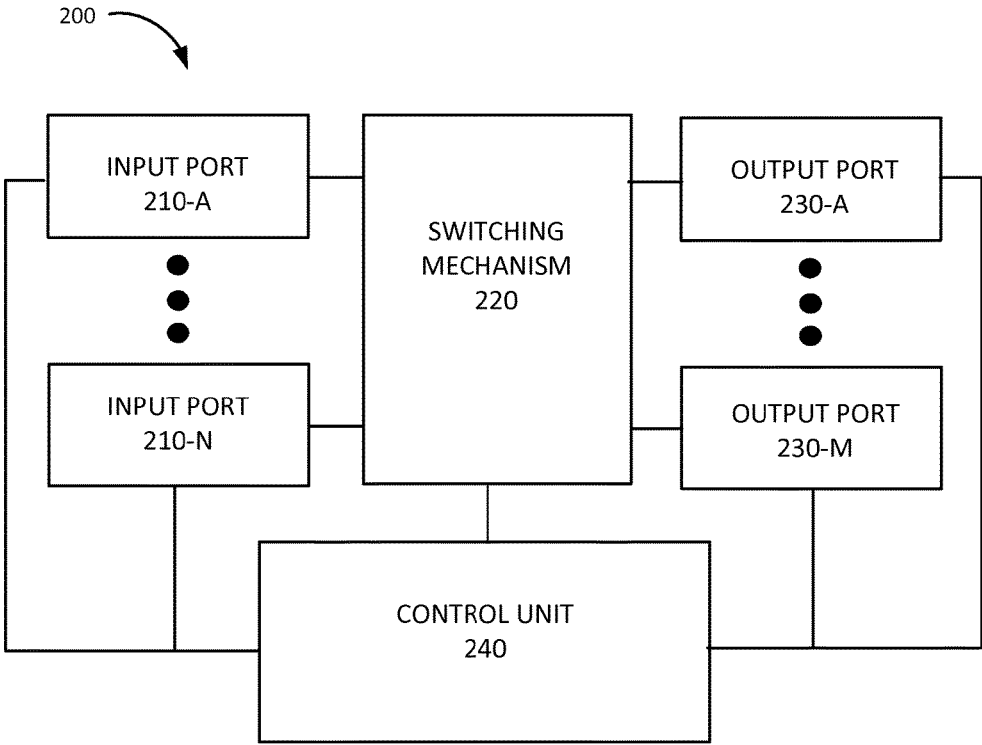 200
INPUT PORT
210-A
SWITCHING
MECHANISM
220
OUTPUT PORT
230-A
INPUT PORT
210-N
OUTPUT PORT
230-M
CONTROL UNIT
240